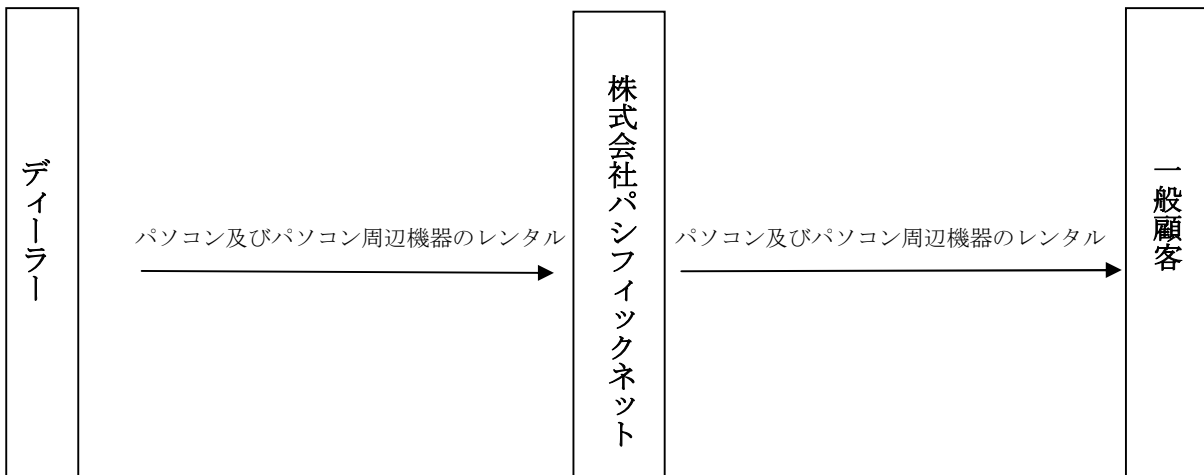 ディーラー
パソコン及びパソコン周辺機器のレンタル
株式会社パシフィックネット
パソコン及びパソコン周辺機器のレンタル
一般顧客